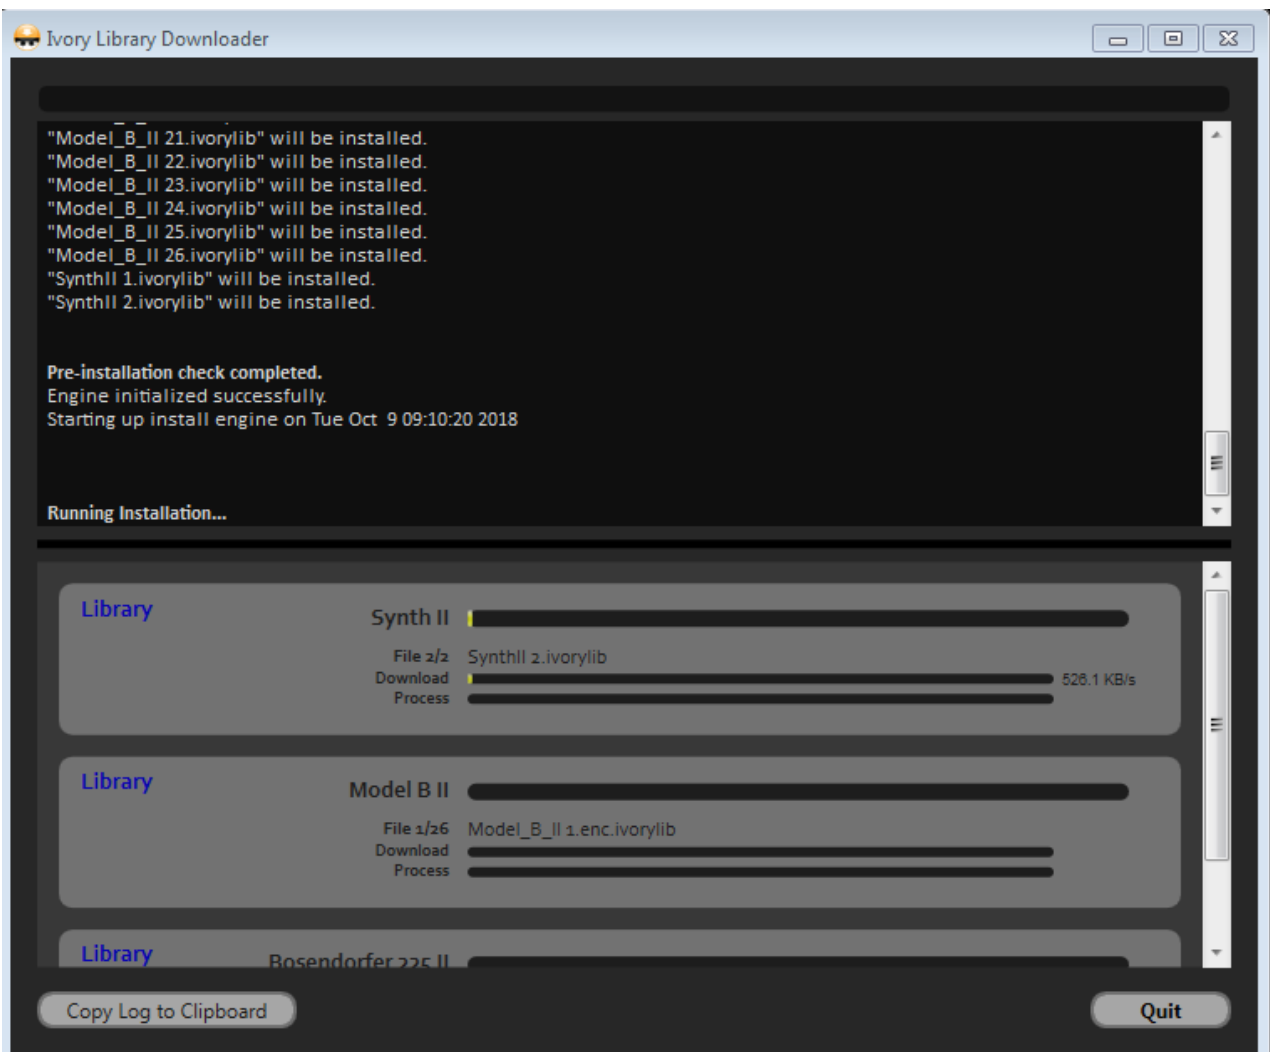 Ivory Library Downloader
"Model_B_II 21.ivorylib" will be installed.
"Model_B_II 22.ivorylib" will be installed.
"Model_B_II 23.ivorylib" will be installed.
"Model_B_II 24.ivorylib" will be installed.
"Model_B_II 25.ivorylib" will be installed.
"Model_B_II 26.ivorylib" will be installed.
"SynthII 1.ivorylib" will be installed.
"SynthII 2.ivorylib" will be installed.
Pre-installation check completed.
Engine initialized successfully.
Starting up install engine on Tue Oct  9 09:10:20 2018
Running Installation...
Library
Synth II
File 2/2 SynthII 2.ivorylib
Download 526.1 KB/s
Process
Library
Model B II
File 1/26 Model_B_II 1.enc.ivorylib
Download
Process
Library
Bosendorfer 225 II
Copy Log to Clipboard
Quit